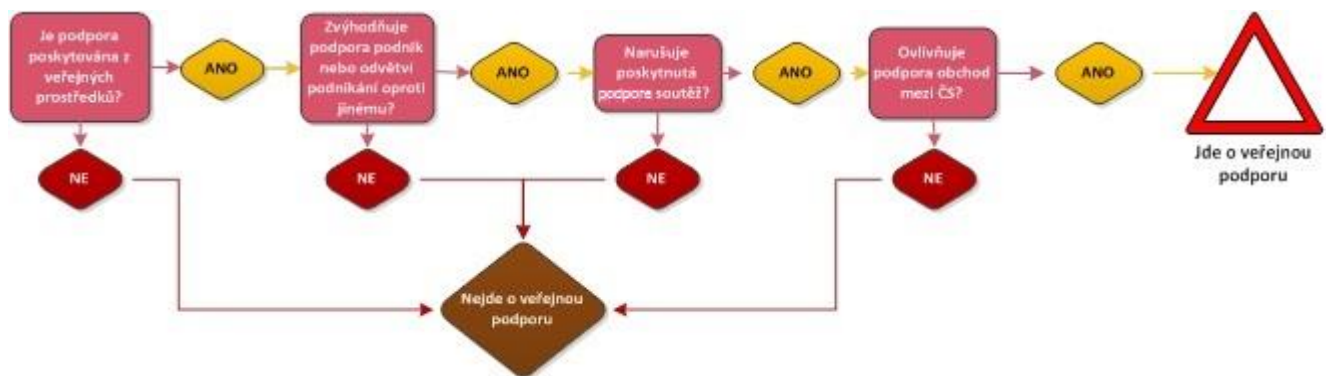 Je podpora
poskytována z
veřejných
prostředků?
ANO
Zvýhodňuje
podpora podnik
nebo odvětví
podnikání oproti
jinému?
ANO
Narušuje
poskytnutá
podpore soutěž?
ANO
Ovlivňuje
podpora obchod
mezi ČS?
ANO
Jde o veřejnou
podporu
NE
NE
NE
NE
Nejde o veřejnou
podporu